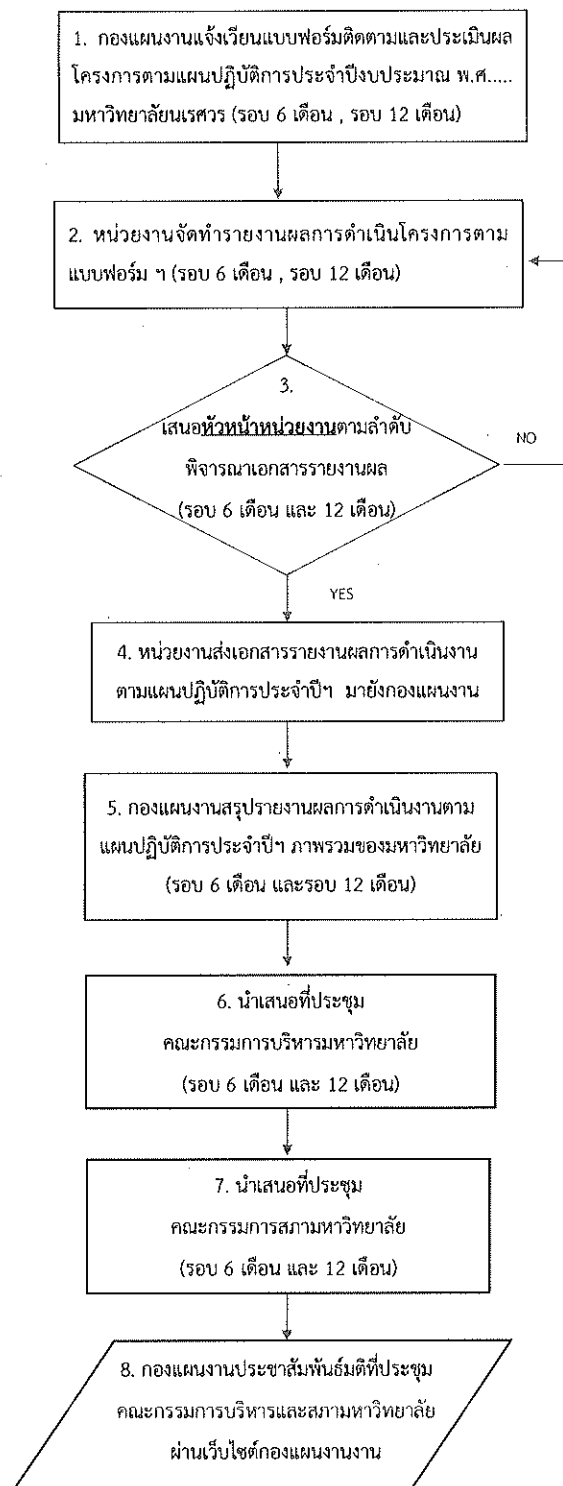 1. กองแผนงานแจ้งเวียนแบบฟอร์มติดตามและประเมินผล
โครงการตามแผนปฏิบัติการประจำปีงบประมาณ พ.ศ.....
มหาวิทยาลัยนเรศวร (รอบ 6 เดือน , รอบ 12 เดือน)
2. หน่วยงานจัดทำรายงานผลการดำเนินโครงการตาม
แบบฟอร์ม ฯ (รอบ 6 เดือน , รอบ 12 เดือน)
3.
เสนอหัวหน้าหน่วยงานตามลำดับ
พิจารณาเอกสารรายงานผล
(รอบ 6 เดือน และ 12 เดือน)
NO
YES
4. หน่วยงานส่งเอกสารรายงานผลการดำเนินงาน
ตามแผนปฏิบัติการประจำปีฯ มายังกองแผนงาน
5. กองแผนงานสรุปรายงานผลการดำเนินงานตาม
แผนปฏิบัติการประจำปีฯ ภาพรวมของมหาวิทยาลัย
(รอบ 6 เดือน และรอบ 12 เดือน)
6. นำเสนอที่ประชุม
คณะกรรมการบริหารมหาวิทยาลัย
(รอบ 6 เดือน และ 12 เดือน)
7. นำเสนอที่ประชุม
คณะกรรมการสภามหาวิทยาลัย
(รอบ 6 เดือน และ 12 เดือน)
8. กองแผนงานประชาสัมพันธ์มติที่ประชุม
คณะกรรมการบริหารและสภามหาวิทยาลัย
ผ่านเว็บไซต์กองแผนงานงาน